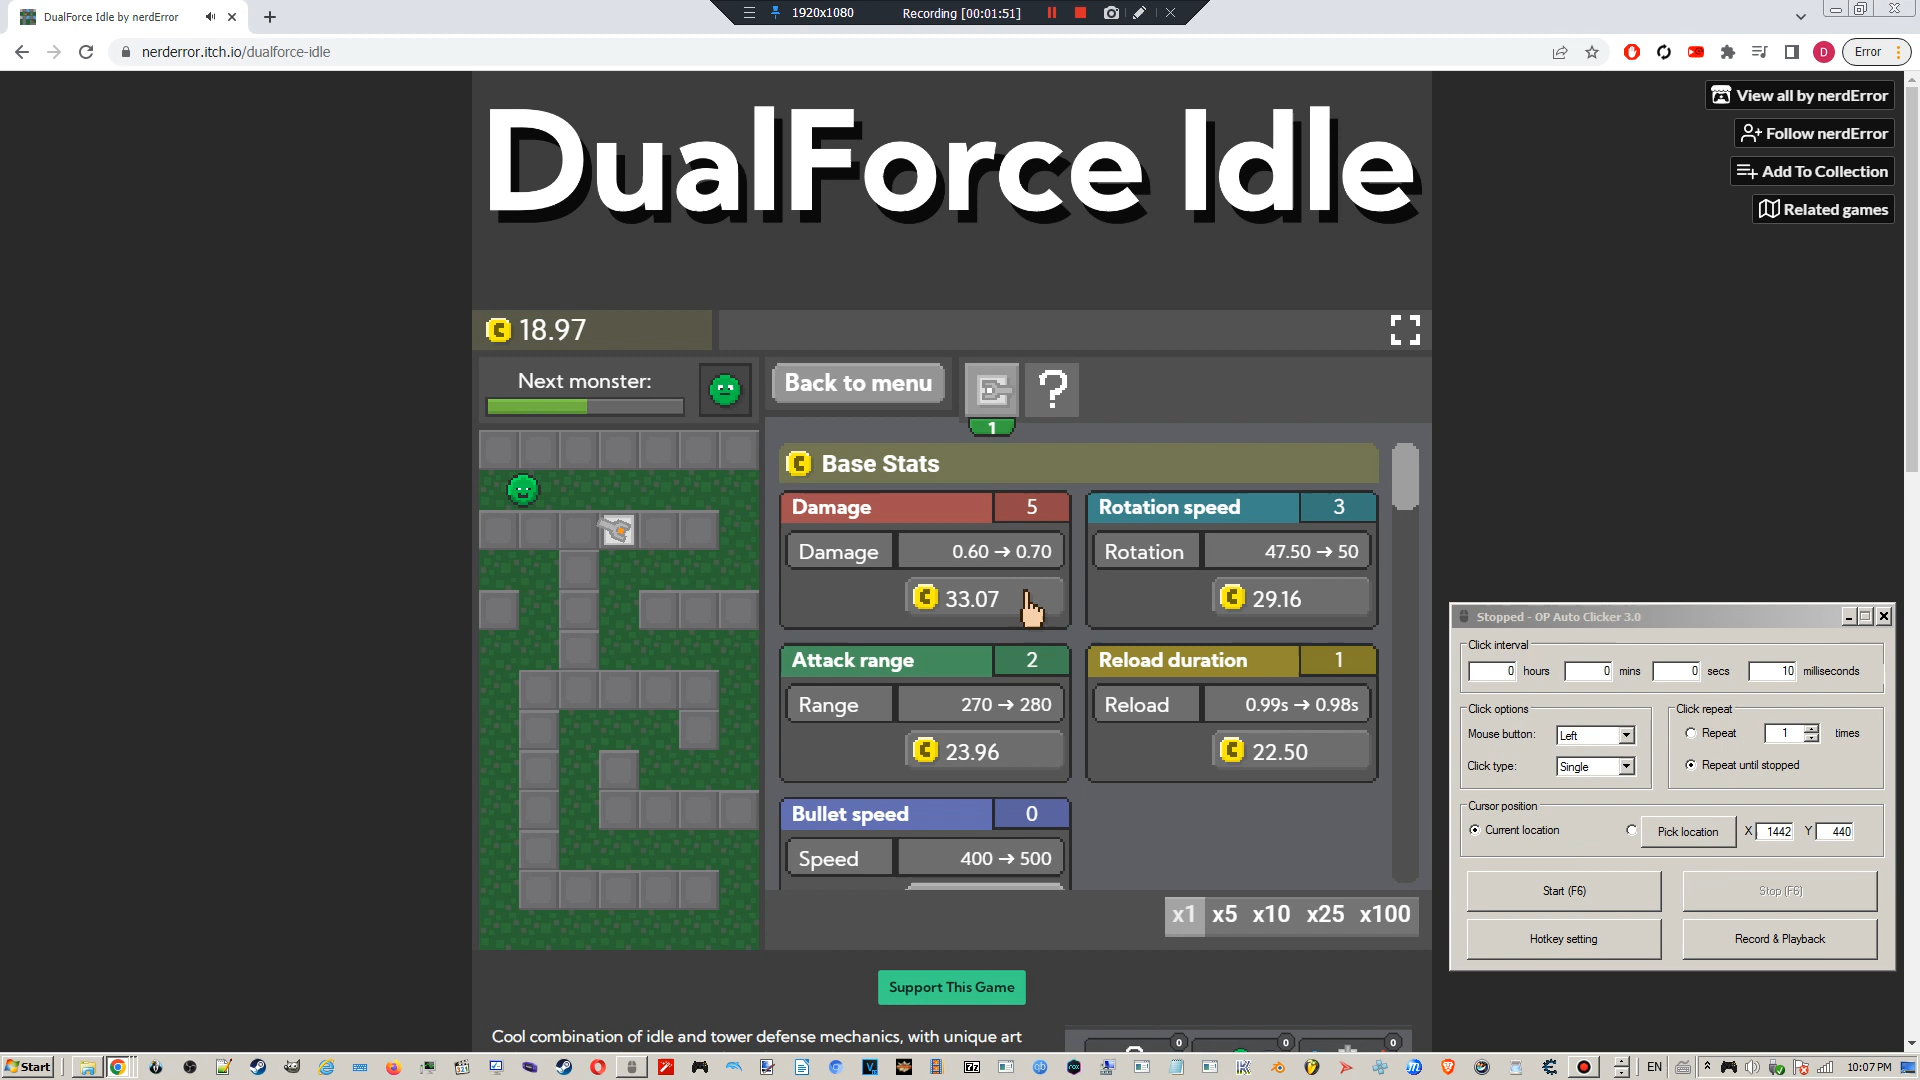 DualForce Idle by nerdError
1920x1080
Recording [00:01:51]
nerderror.itch.io/dualforce-idle
D
Error
DualForce Idle
View all by nerdError
Follow nerdError
Add To Collection
Related games
18.97
Next monster:
Back to menu
?
1
Base Stats
Damage 5
Damage 0.60 → 0.70
33.07
Rotation speed 3
Rotation 47.50 → 50
29.16
Attack range 2
Range 270 → 280
23.96
Reload duration 1
Reload 0.99s → 0.98s
22.50
Bullet speed 0
Speed 400 → 500
x1 x5 x10 x25 x100
Support This Game
Cool combination of idle and tower defense mechanics, with unique art
0 0 0
Stopped - OP Auto Clicker 3.0
Click interval
0 hours 0 mins 0 secs 10 milliseconds
Click options
Mouse button: Left
Click type: Single
Click repeat
Repeat 1 times
Repeat until stopped
Cursor position
Current location
Pick location X 1442 Y 440
Start (F6)
Stop (F6)
Hotkey setting
Record & Playback
Start
EN
10:07 PM